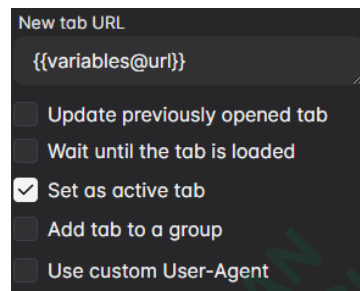 New tab URL
{{variables@url}}
Update previously opened tab
Wait until the tab is loaded
Set as active tab
Add tab to a group
Use custom User-Agent